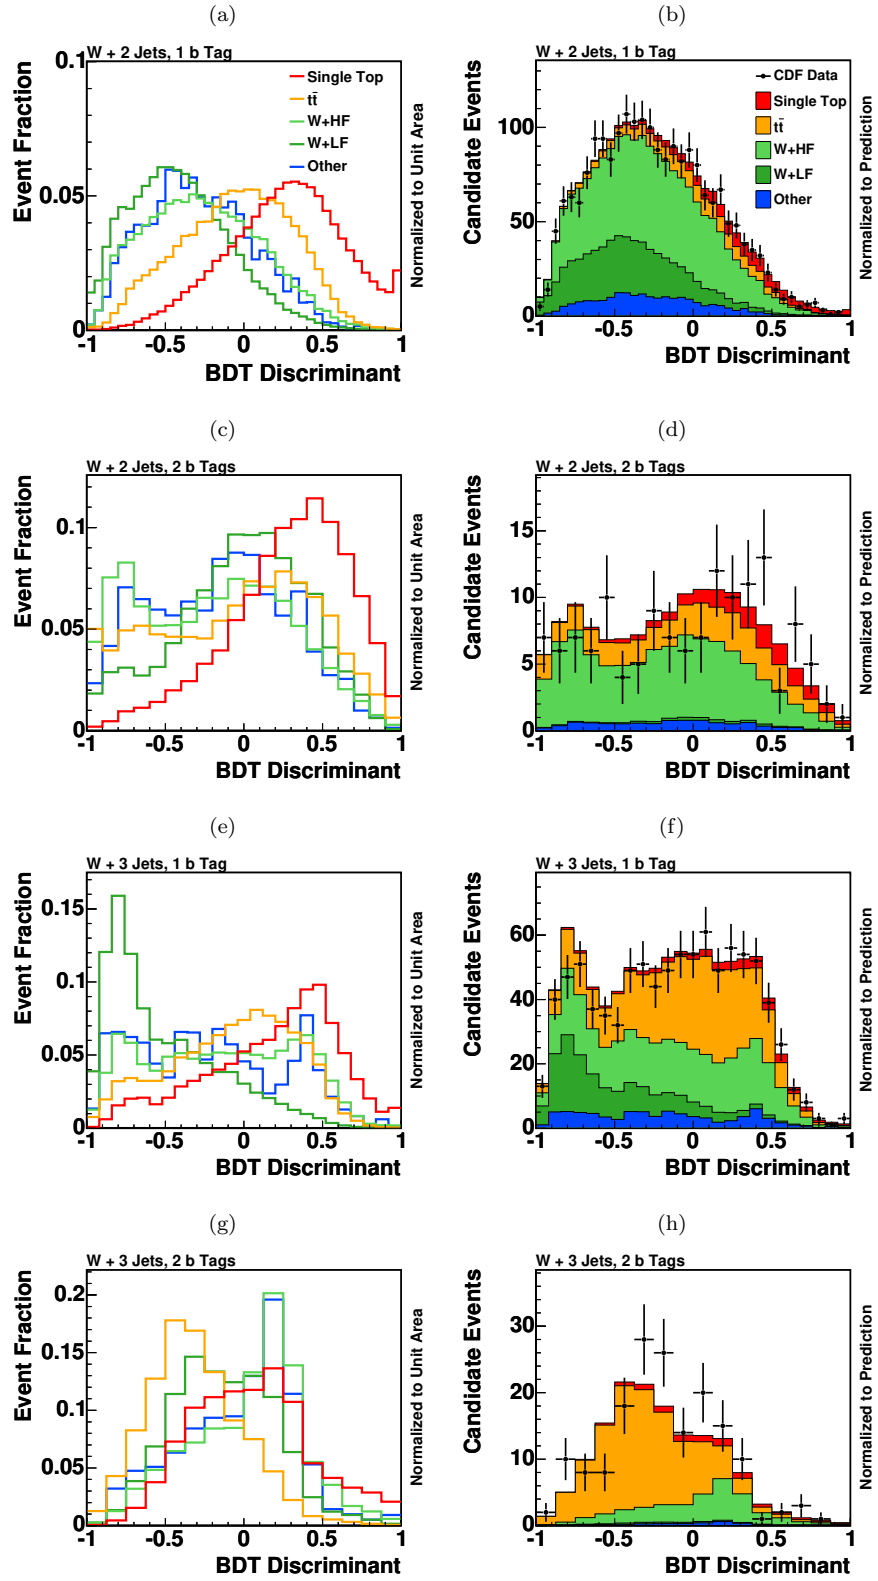 (a)
W + 2 Jets, 1 b Tag
Event Fraction
0.1
0.05
0
Single Top
tt̄
W+HF
W+LF
Other
Normalized to Unit Area
-1 -0.5 0 0.5 1
BDT Discriminant
(b)
W + 2 Jets, 1 b Tag
Candidate Events
100
50
0
CDF Data
Single Top
tt̄
W+HF
W+LF
Other
Normalized to Prediction
-1 -0.5 0 0.5 1
BDT Discriminant
(c)
W + 2 Jets, 2 b Tags
Event Fraction
0.1
0.05
0
Normalized to Unit Area
-1 -0.5 0 0.5 1
BDT Discriminant
(d)
W + 2 Jets, 2 b Tags
Candidate Events
15
10
5
0
Normalized to Prediction
-1 -0.5 0 0.5 1
BDT Discriminant
(e)
W + 3 Jets, 1 b Tag
Event Fraction
0.15
0.1
0.05
0
Normalized to Unit Area
-1 -0.5 0 0.5 1
BDT Discriminant
(f)
W + 3 Jets, 1 b Tag
Candidate Events
60
40
20
0
Normalized to Prediction
-1 -0.5 0 0.5 1
BDT Discriminant
(g)
W + 3 Jets, 2 b Tags
Event Fraction
0.2
0.15
0.1
0.05
0
Normalized to Unit Area
-1 -0.5 0 0.5 1
BDT Discriminant
(h)
W + 3 Jets, 2 b Tags
Candidate Events
30
20
10
0
Normalized to Prediction
-1 -0.5 0 0.5 1
BDT Discriminant